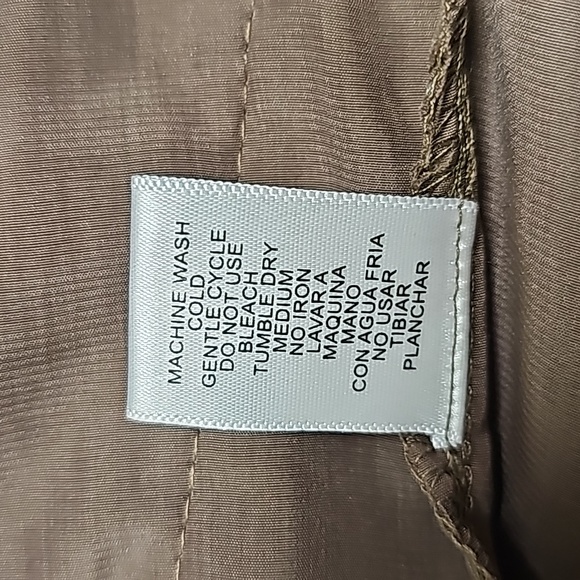 MACHINE WASH
COLD
GENTLE CYCLE
DO NOT USE
BLEACH
TUMBLE DRY
MEDIUM
NO IRON
LAVAR A
MAQUINA
MANO
CON AGUA FRIA
NO USAR
TIBIAR
PLANCHAR